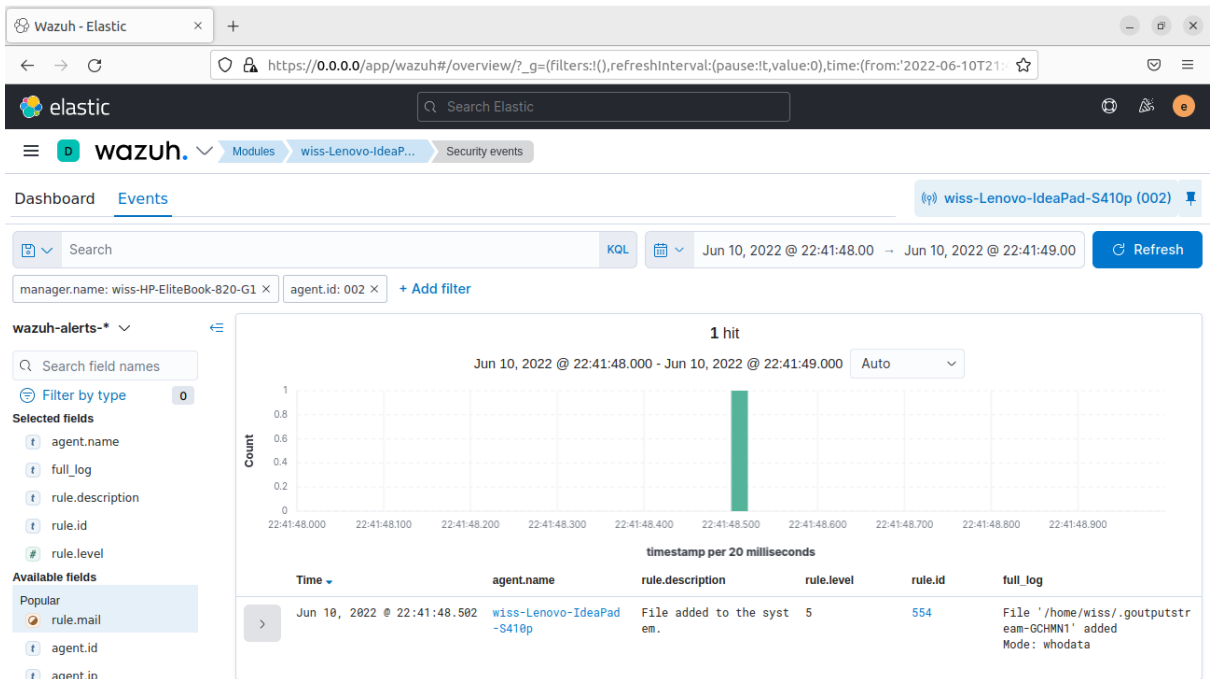 Wazuh - Elastic
https://0.0.0.0/app/wazuh#/overview/?_g=(filters:!(),refreshInterval:(pause:!t,value:0),time:(from:'2022-06-10T21:
elastic
Search Elastic
e
D wazuh. Modules wiss-Lenovo-IdeaP... Security events
Dashboard Events wiss-Lenovo-IdeaPad-S410p (002)
Search KQL Jun 10, 2022 @ 22:41:48.00 → Jun 10, 2022 @ 22:41:49.00 Refresh
manager.name: wiss-HP-EliteBook-820-G1 × agent.id: 002 × + Add filter
wazuh-alerts-*
Search field names
Filter by type 0
Selected fields
t agent.name
t full_log
t rule.description
t rule.id
# rule.level
Available fields
Popular
rule.mail
t agent.id
t agent.ip
1 hit
Jun 10, 2022 @ 22:41:48.000 - Jun 10, 2022 @ 22:41:49.000 Auto
Count
1
0.8
0.6
0.4
0.2
0
22:41:48.000 22:41:48.100 22:41:48.200 22:41:48.300 22:41:48.400 22:41:48.500 22:41:48.600 22:41:48.700 22:41:48.800 22:41:48.900
timestamp per 20 milliseconds
Time agent.name rule.description rule.level rule.id full_log
Jun 10, 2022 @ 22:41:48.502 wiss-Lenovo-IdeaPad File added to the syst 5 554 File '/home/wiss/.goutputstr
-S410p em. eam-GCHMN1' added
Mode: whodata